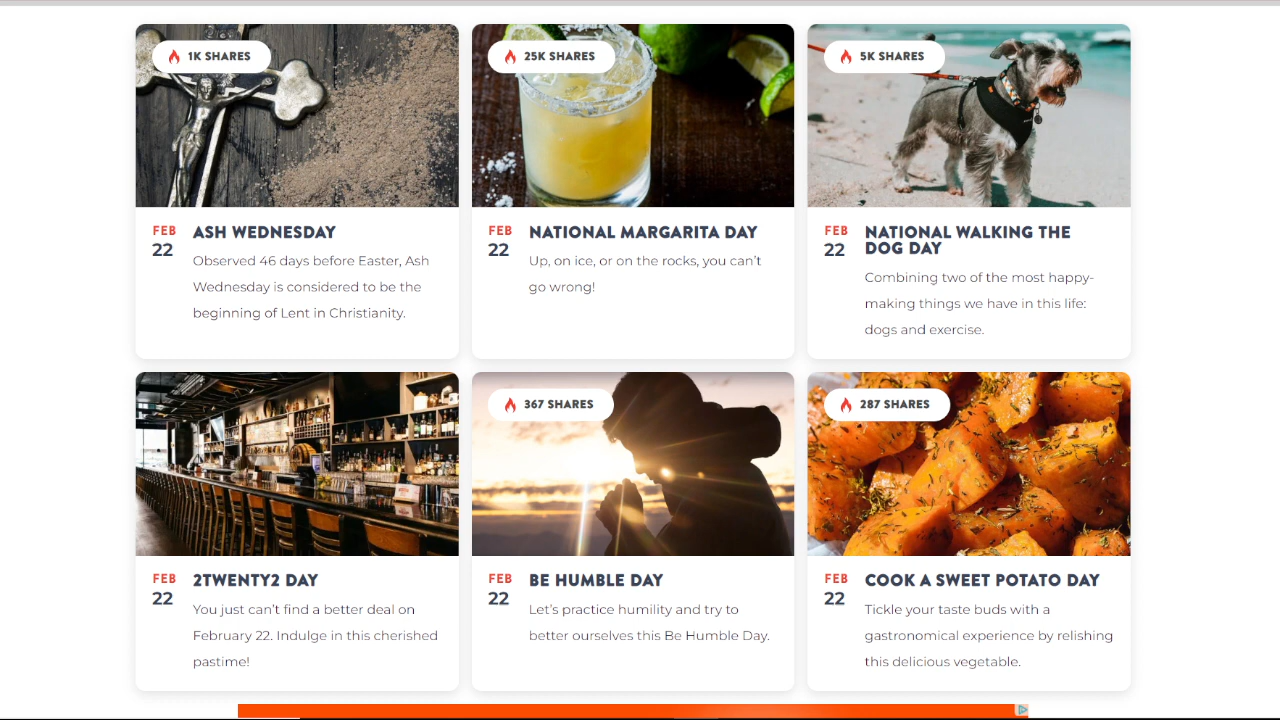 1K SHARES
25K SHARES
5K SHARES
FEB
22
ASH WEDNESDAY
Observed 46 days before Easter, Ash
Wednesday is considered to be the
beginning of Lent in Christianity.
FEB
22
NATIONAL MARGARITA DAY
Up, on ice, or on the rocks, you can't
go wrong!
FEB
22
NATIONAL WALKING THE
DOG DAY
Combining two of the most happy-
making things we have in this life:
dogs and exercise.
367 SHARES
287 SHARES
FEB
22
2TWENTY2 DAY
You just can't find a better deal on
February 22. Indulge in this cherished
pastime!
FEB
22
BE HUMBLE DAY
Let's practice humility and try to
better ourselves this Be Humble Day.
FEB
22
COOK A SWEET POTATO DAY
Tickle your taste buds with a
gastronomical experience by relishing
this delicious vegetable.